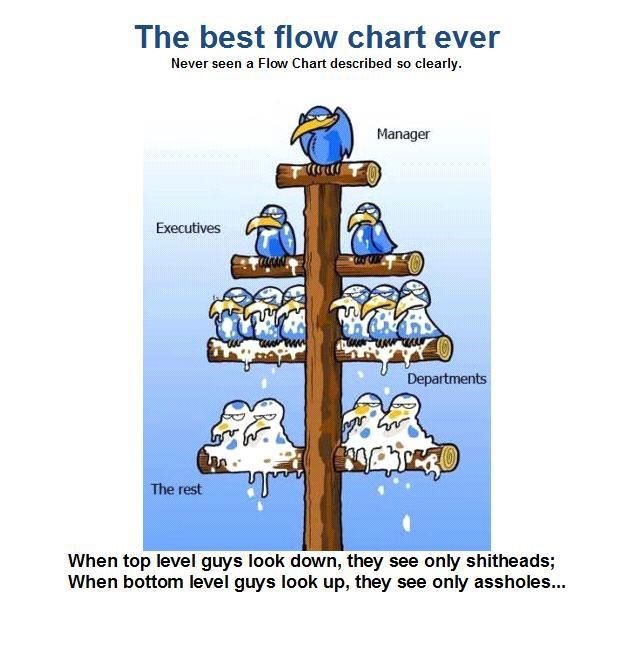 The best flow chart ever
Never seen a Flow Chart described so clearly.
Manager
Executives
Departments
The rest
When top level guys look down, they see only shitheads;
When bottom level guys look up, they see only assholes...